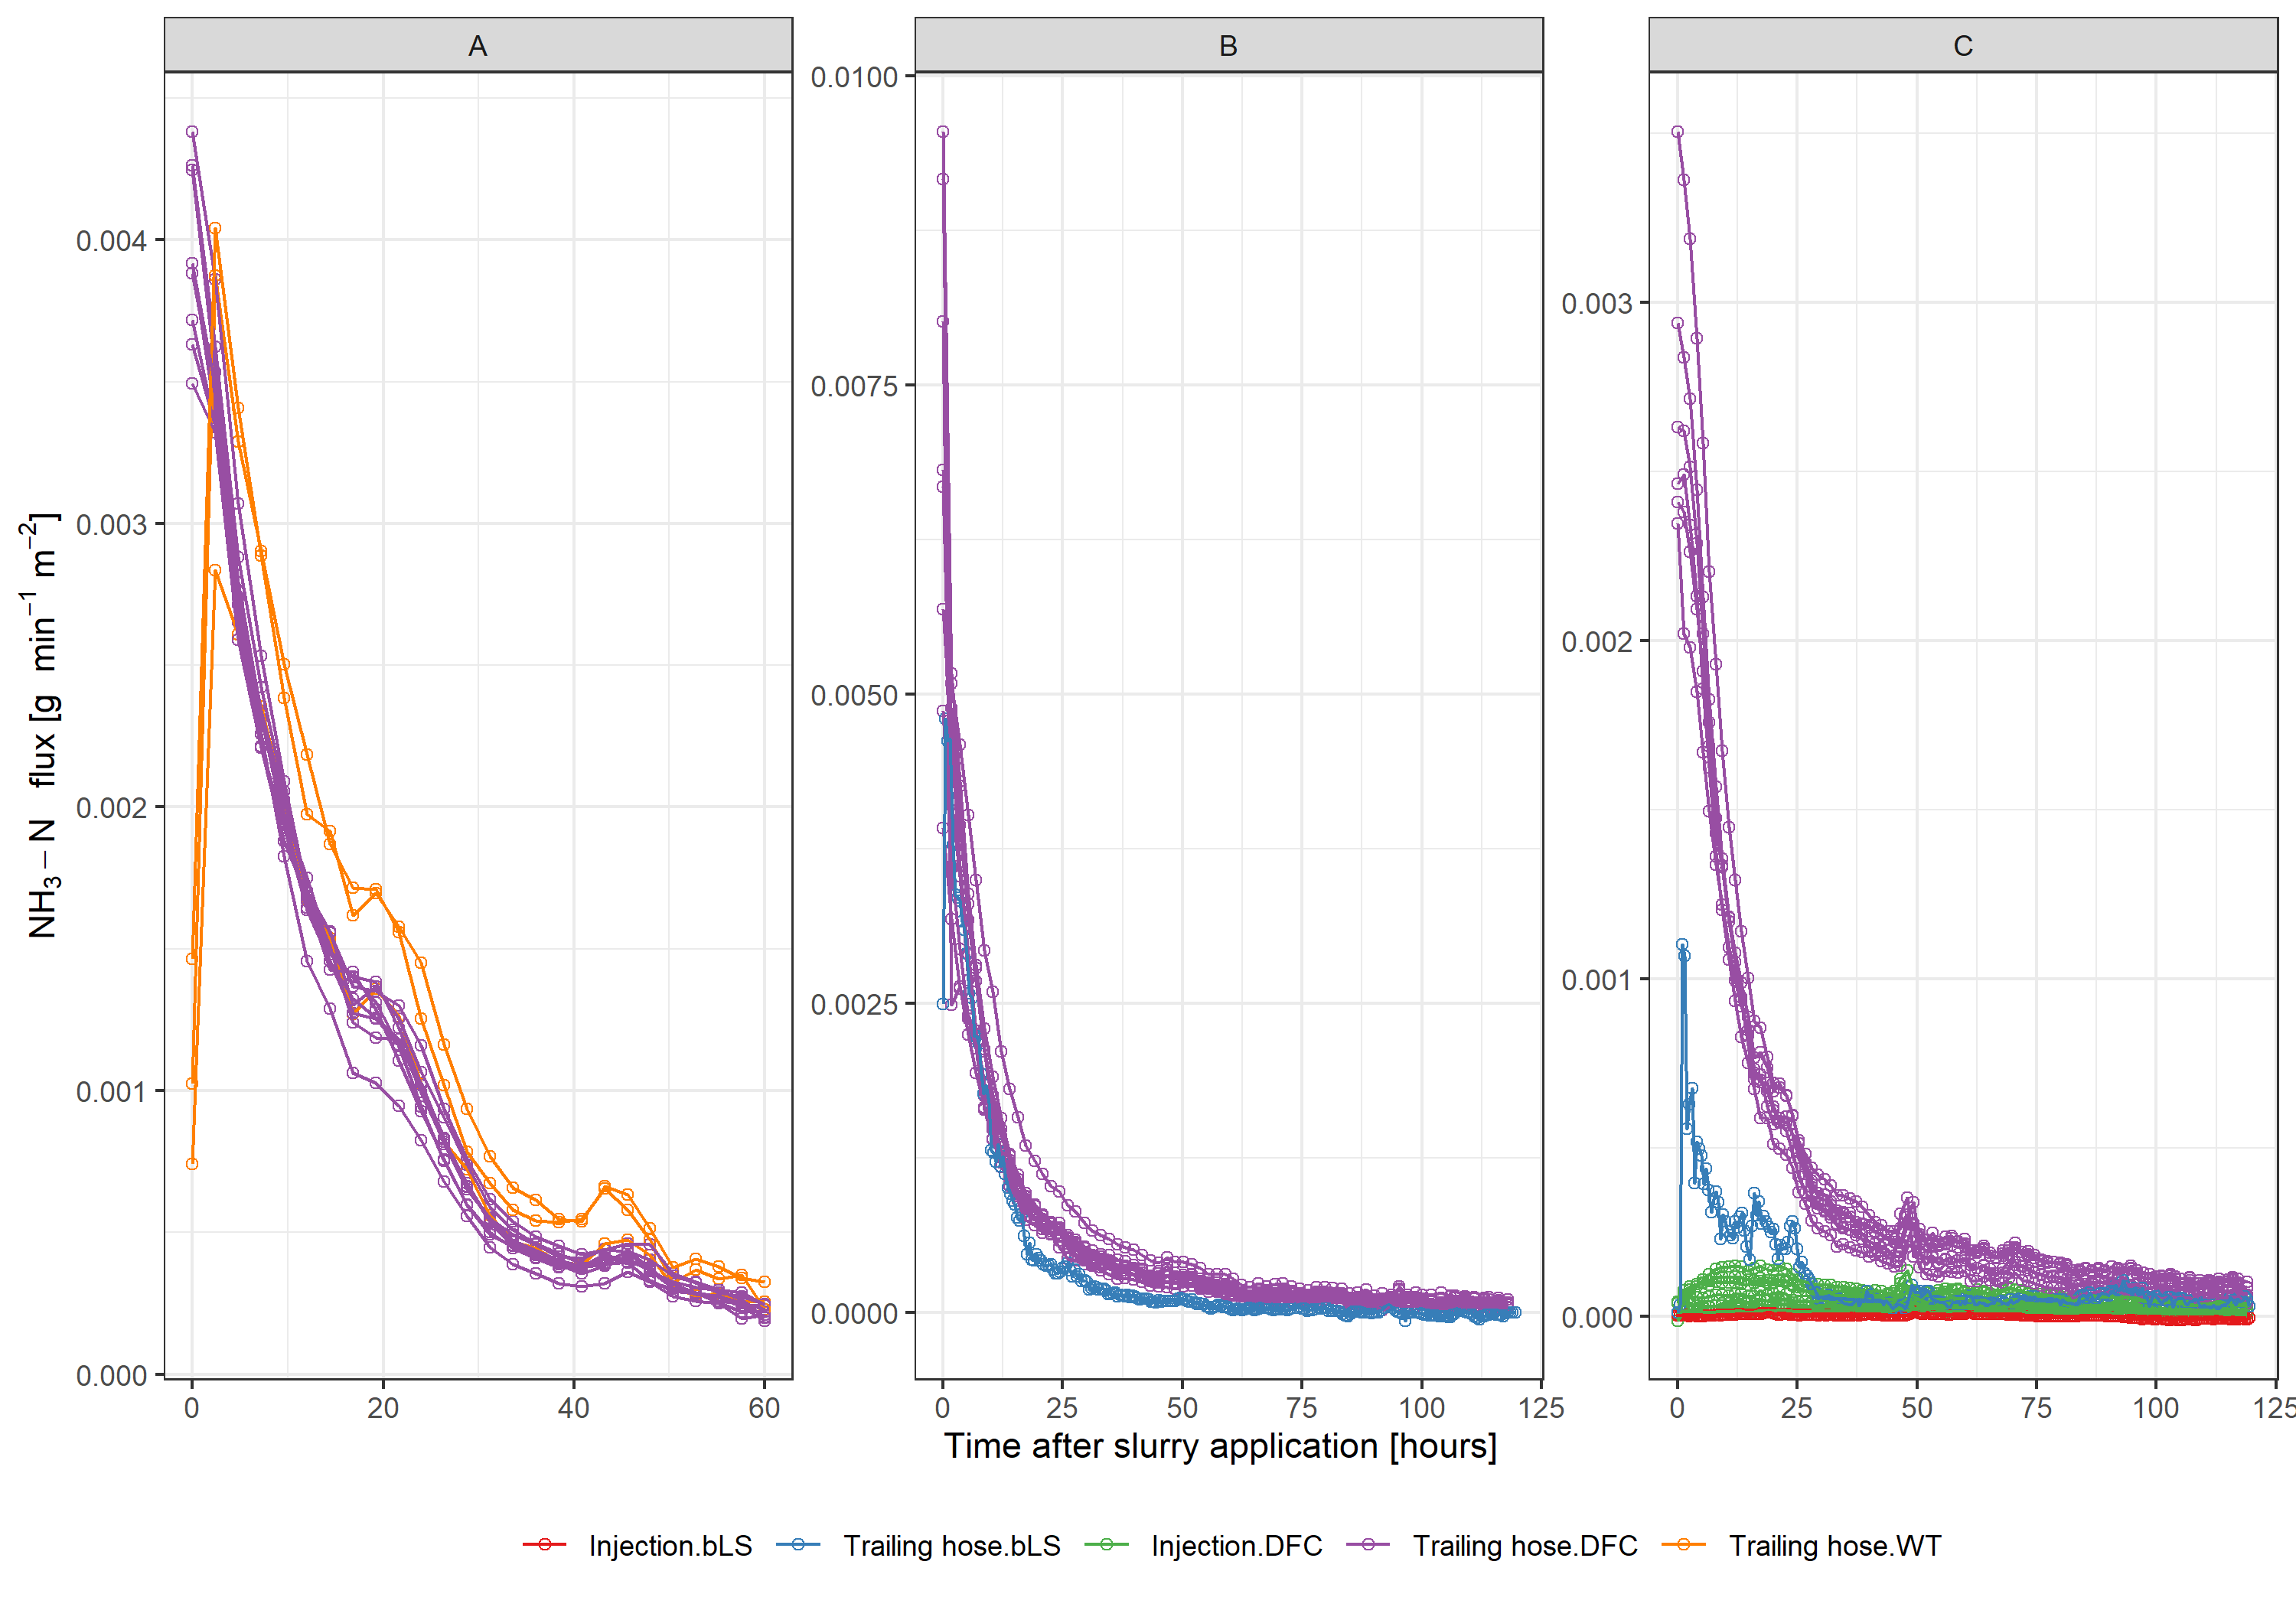 A B C
NH₃−N flux [g min⁻¹ m⁻²]
0.004
0.003
0.002
0.001
0.000
0 20 40 60
0.0100
0.0075
0.0050
0.0025
0.0000
0 25 50 75 100 125
0.003
0.002
0.001
0.000
0 25 50 75 100 125
Time after slurry application [hours]
Injection.bLS Trailing hose.bLS Injection.DFC Trailing hose.DFC Trailing hose.WT